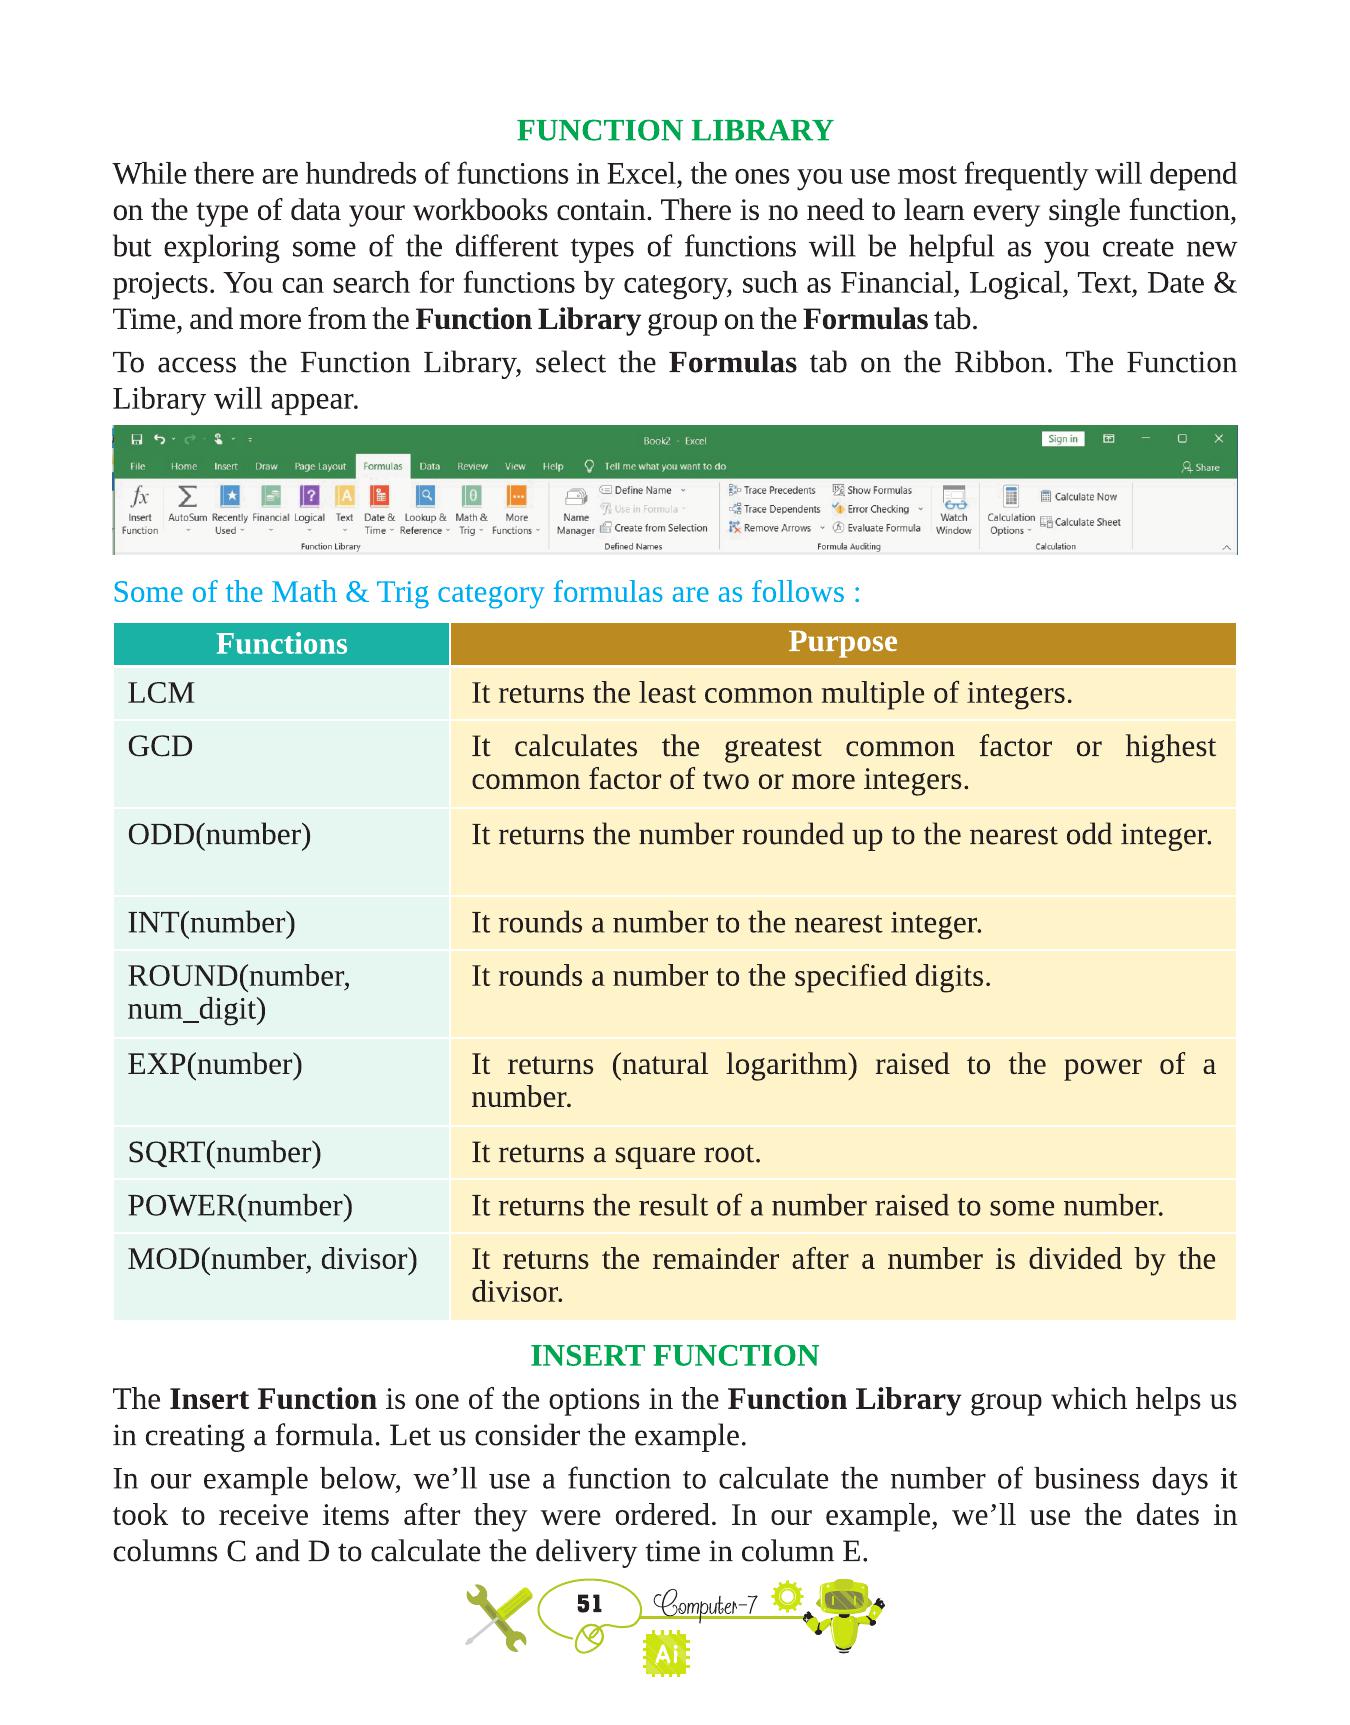 FUNCTION LIBRARY
While there are hundreds of functions in Excel, the ones you use most frequently will depend
on the type of data your workbooks contain. There is no need to learn every single function,
but exploring some of the different types of functions will be helpful as you create new
projects. You can search for functions by category, such as Financial, Logical, Text, Date &
Time, and more from the Function Library group on the Formulas tab.
To access the Function Library, select the Formulas tab on the Ribbon. The Function
Library will appear.
Book2 - Excel
Sign in
File Home Insert Draw Page Layout Formulas Data Review View Help Tell me what you want to do Share
fx Insert Function
Σ AutoSum
Recently Used
Financial
Logical
Text
Date & Time
Lookup & Reference
Math & Trig
More Functions
Function Library
Name Manager
Define Name
Use in Formula
Create from Selection
Defined Names
Trace Precedents
Trace Dependents
Remove Arrows
Show Formulas
Error Checking
Evaluate Formula
Formula Auditing
Watch Window
Calculation Options
Calculate Now
Calculate Sheet
Calculation
Some of the Math & Trig category formulas are as follows :
Functions Purpose
LCM It returns the least common multiple of integers.
GCD It calculates the greatest common factor or highest
common factor of two or more integers.
ODD(number) It returns the number rounded up to the nearest odd integer.
INT(number) It rounds a number to the nearest integer.
ROUND(number, It rounds a number to the specified digits.
num_digit)
EXP(number) It returns (natural logarithm) raised to the power of a
number.
SQRT(number) It returns a square root.
POWER(number) It returns the result of a number raised to some number.
MOD(number, divisor) It returns the remainder after a number is divided by the
divisor.
INSERT FUNCTION
The Insert Function is one of the options in the Function Library group which helps us
in creating a formula. Let us consider the example.
In our example below, we’ll use a function to calculate the number of business days it
took to receive items after they were ordered. In our example, we’ll use the dates in
columns C and D to calculate the delivery time in column E.
51 Computer-7
Ai